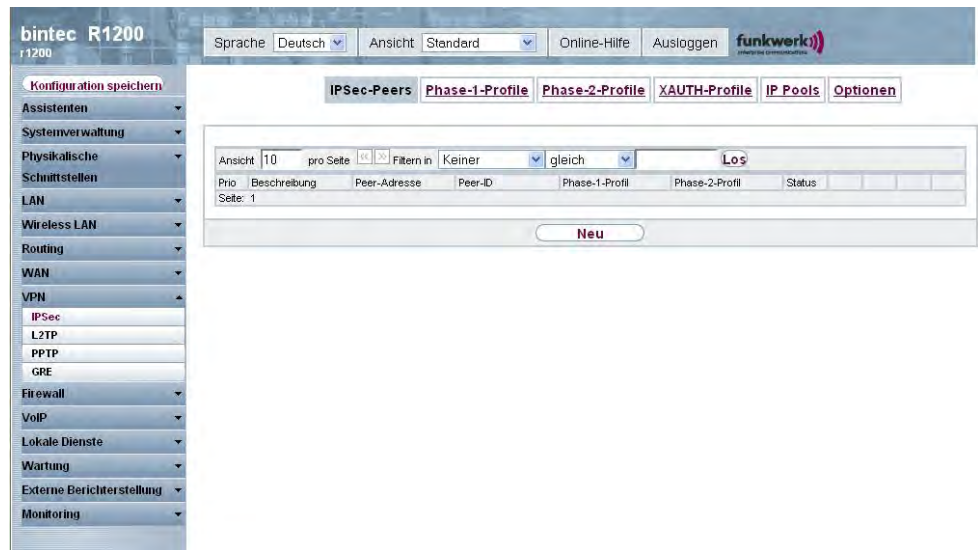 bintec R1200
r1200
Sprache Deutsch Ansicht Standard Online-Hilfe Ausloggen funkwerk
Konfiguration speichern
Assistenten
Systemverwaltung
Physikalische
Schnittstellen
LAN
Wireless LAN
Routing
WAN
VPN
IPSec
L2TP
PPTP
GRE
Firewall
VoIP
Lokale Dienste
Wartung
Externe Berichterstellung
Monitoring
IPSec-Peers Phase-1-Profile Phase-2-Profile XAUTH-Profile IP Pools Optionen
Ansicht 10 pro Seite << >> Filtern in Keiner gleich Los
Prio Beschreibung Peer-Adresse Peer-ID Phase-1-Profil Phase-2-Profil Status
Seite: 1
Neu